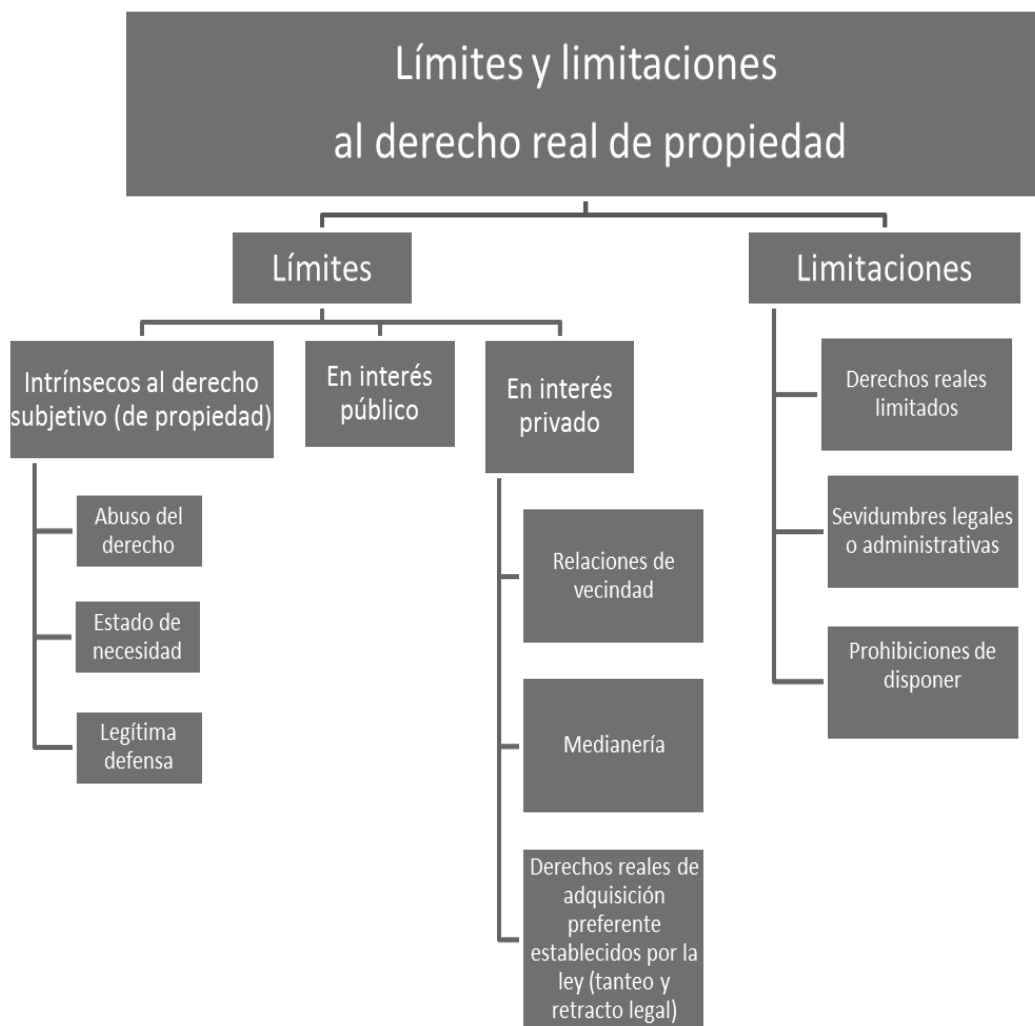 Límites y limitaciones
al derecho real de propiedad
Límites
Limitaciones
Intrínsecos al derecho
subjetivo (de propiedad)
En interés
público
En interés
privado
Abuso del
derecho
Estado de
necesidad
Legítima
defensa
Relaciones de
vecindad
Medianería
Derechos reales de
adquisición
preferente
establecidos por la
ley (tanteo y
retracto legal)
Derechos reales
limitados
Sevidumbres legales
o administrativas
Prohibiciones de
disponer